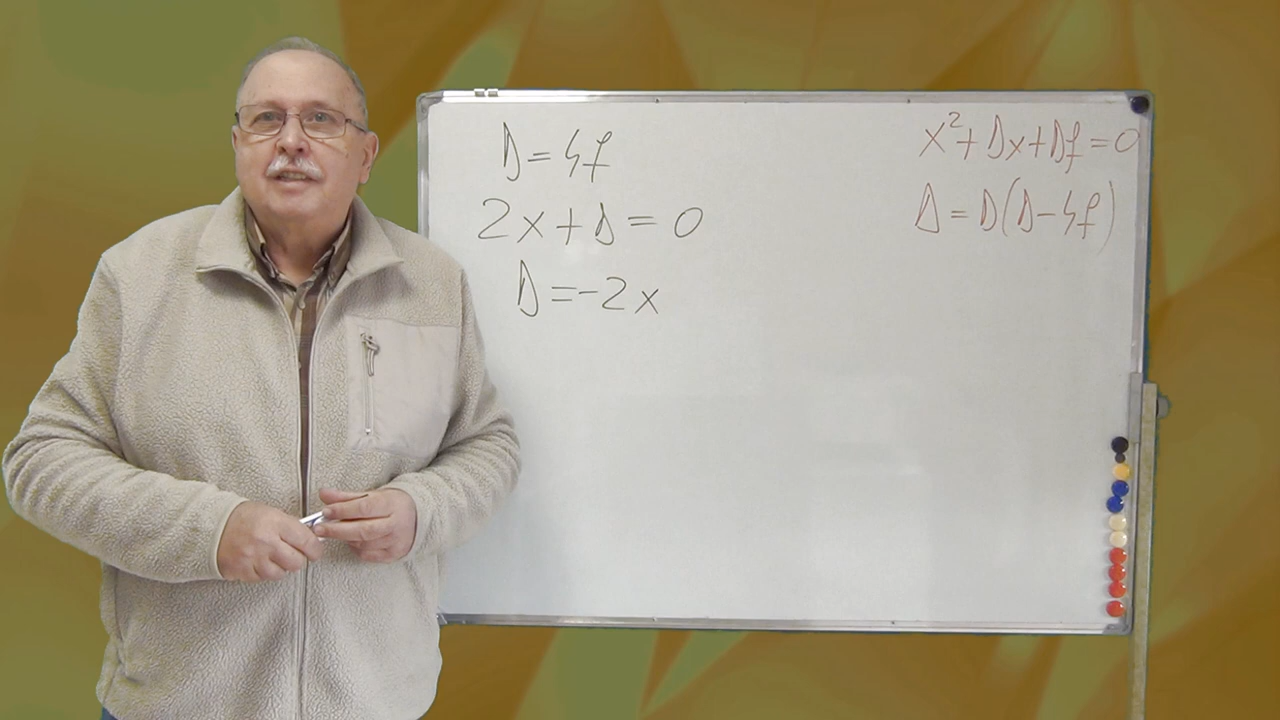 D = 4f
2x + D = 0
D = -2x
x² + Dx + Df = 0
Δ = D(D - 4f)